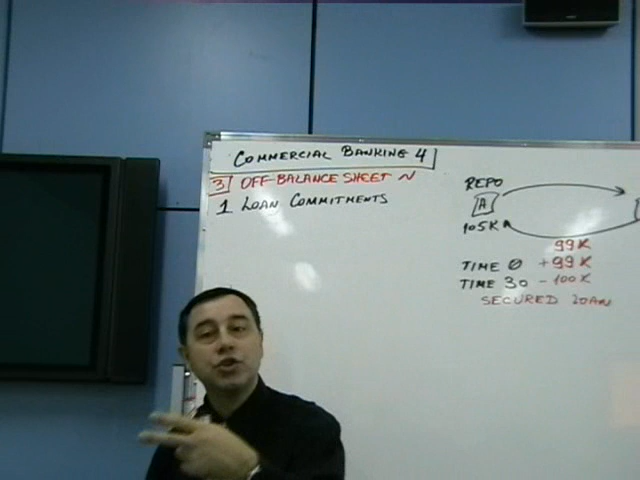 COMMERCIAL BANKING 4
3 OFF-BALANCE SHEET ~
1 LOAN COMMITMENTS
REPO
A
105K
99K
TIME 0 +99K
TIME 30 -100K
SECURED LOAN